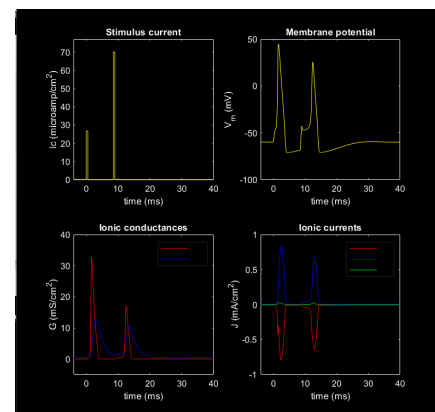 Stimulus current
Ic (microamp/cm²)
70
60
50
40
30
20
10
0
0 10 20 30 40
time (ms)
Membrane potential
Vₘ (mV)
50
0
-50
-100
0 10 20 30 40
time (ms)
Ionic conductances
G (mS/cm²)
40
30
20
10
0
0 10 20 30 40
time (ms)
Ionic currents
J (mA/cm²)
1
0.5
0
-0.5
-1
0 10 20 30 40
time (ms)